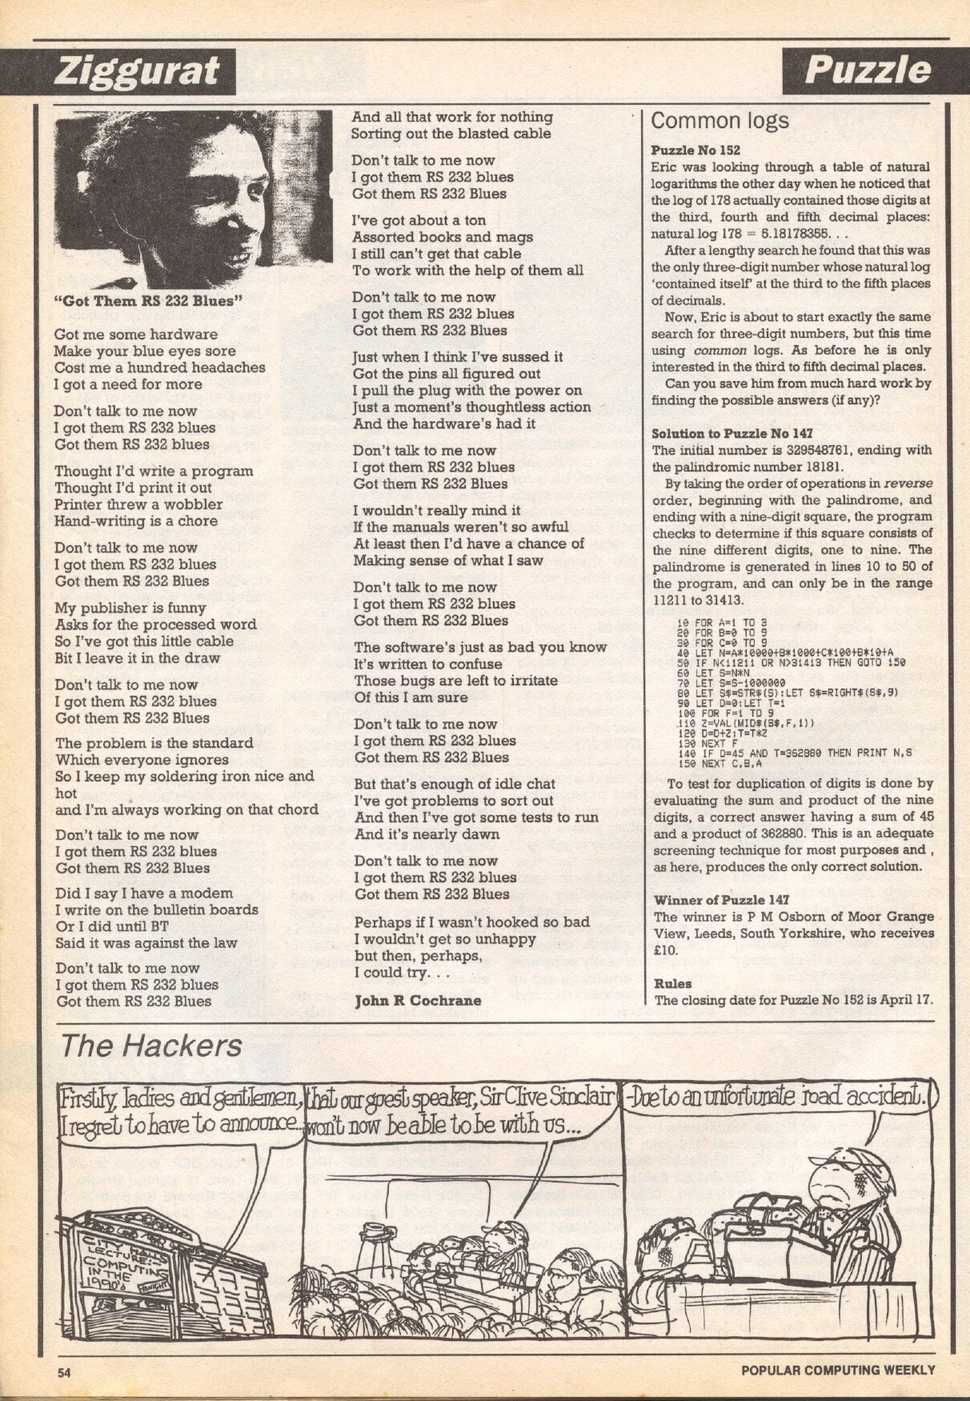 Ziggurat
Puzzle
"Got Them RS 232 Blues"
Got me some hardware
Make your blue eyes sore
Cost me a hundred headaches
I got a need for more
Don't talk to me now
I got them RS 232 blues
Got them RS 232 blues
Thought I'd write a program
Thought I'd print it out
Printer threw a wobbler
Hand-writing is a chore
Don't talk to me now
I got them RS 232 blues
Got them RS 232 Blues
My publisher is funny
Asks for the processed word
So I've got this little cable
Bit I leave it in the draw
Don't talk to me now
I got them RS 232 blues
Got them RS 232 Blues
The problem is the standard
Which everyone ignores
So I keep my soldering iron nice and
hot
and I'm always working on that chord
Don't talk to me now
I got them RS 232 blues
Got them RS 232 Blues
Did I say I have a modem
I write on the bulletin boards
Or I did until BT
Said it was against the law
Don't talk to me now
I got them RS 232 blues
Got them RS 232 Blues
And all that work for nothing
Sorting out the blasted cable
Don't talk to me now
I got them RS 232 blues
Got them RS 232 Blues
I've got about a ton
Assorted books and mags
I still can't get that cable
To work with the help of them all
Don't talk to me now
I got them RS 232 blues
Got them RS 232 Blues
Just when I think I've sussed it
Got the pins all figured out
I pull the plug with the power on
Just a moment's thoughtless action
And the hardware's had it
Don't talk to me now
I got them RS 232 blues
Got them RS 232 Blues
I wouldn't really mind it
If the manuals weren't so awful
At least then I'd have a chance of
Making sense of what I saw
Don't talk to me now
I got them RS 232 blues
Got them RS 232 Blues
The software's just as bad you know
It's written to confuse
Those bugs are left to irritate
Of this I am sure
Don't talk to me now
I got them RS 232 blues
Got them RS 232 Blues
But that's enough of idle chat
I've got problems to sort out
And then I've got some tests to run
And it's nearly dawn
Don't talk to me now
I got them RS 232 blues
Got them RS 232 Blues
Perhaps if I wasn't hooked so bad
I wouldn't get so unhappy
but then, perhaps,
I could try. . .
John R Cochrane
Common logs
Puzzle No 152
Eric was looking through a table of natural
logarithms the other day when he noticed that
the log of 178 actually contained those digits at
the third, fourth and fifth decimal places:
natural log 178 = 5.18178355. . .
After a lengthy search he found that this was
the only three-digit number whose natural log
'contained itself' at the third to the fifth places
of decimals.
Now, Eric is about to start exactly the same
search for three-digit numbers, but this time
using common logs. As before he is only
interested in the third to fifth decimal places.
Can you save him from much hard work by
finding the possible answers (if any)?
Solution to Puzzle No 147
The initial number is 329548761, ending with
the palindromic number 18181.
By taking the order of operations in reverse
order, beginning with the palindrome, and
ending with a nine-digit square, the program
checks to determine if this square consists of
the nine different digits, one to nine. The
palindrome is generated in lines 10 to 50 of
the program, and can only be in the range
11211 to 31413.
10 FOR A=1 TO 3
20 FOR B=0 TO 9
30 FOR C=0 TO 9
40 LET N=A*10000+B*1000+C*100+B*10+A
50 IF N<11211 OR N>31413 THEN GOTO 150
60 LET S=N*N
70 LET S=S-1000000
80 LET S$=STR$(S):LET S$=RIGHT$(S$,9)
90 LET D=0:LET T=1
100 FOR F=1 TO 9
110 Z=VAL(MID$(S$,F,1))
120 D=D+Z:T=T*Z
130 NEXT F
140 IF D=45 AND T=362880 THEN PRINT N,S
150 NEXT C,B,A
To test for duplication of digits is done by
evaluating the sum and product of the nine
digits, a correct answer having a sum of 45
and a product of 362880. This is an adequate
screening technique for most purposes and ,
as here, produces the only correct solution.
Winner of Puzzle 147
The winner is P M Osborn of Moor Grange
View, Leeds, South Yorkshire, who receives
£10.
Rules
The closing date for Puzzle No 152 is April 17.
The Hackers
Firstly, ladies and gentlemen,
I regret to have to announce...
that our guest speaker, Sir Clive Sinclair
won't now be able to be with us...
-Due to an unfortunate road accident.
LECTURE:-
COMPUTING
IN THE
1990's
TONIGHT
54
POPULAR COMPUTING WEEKLY